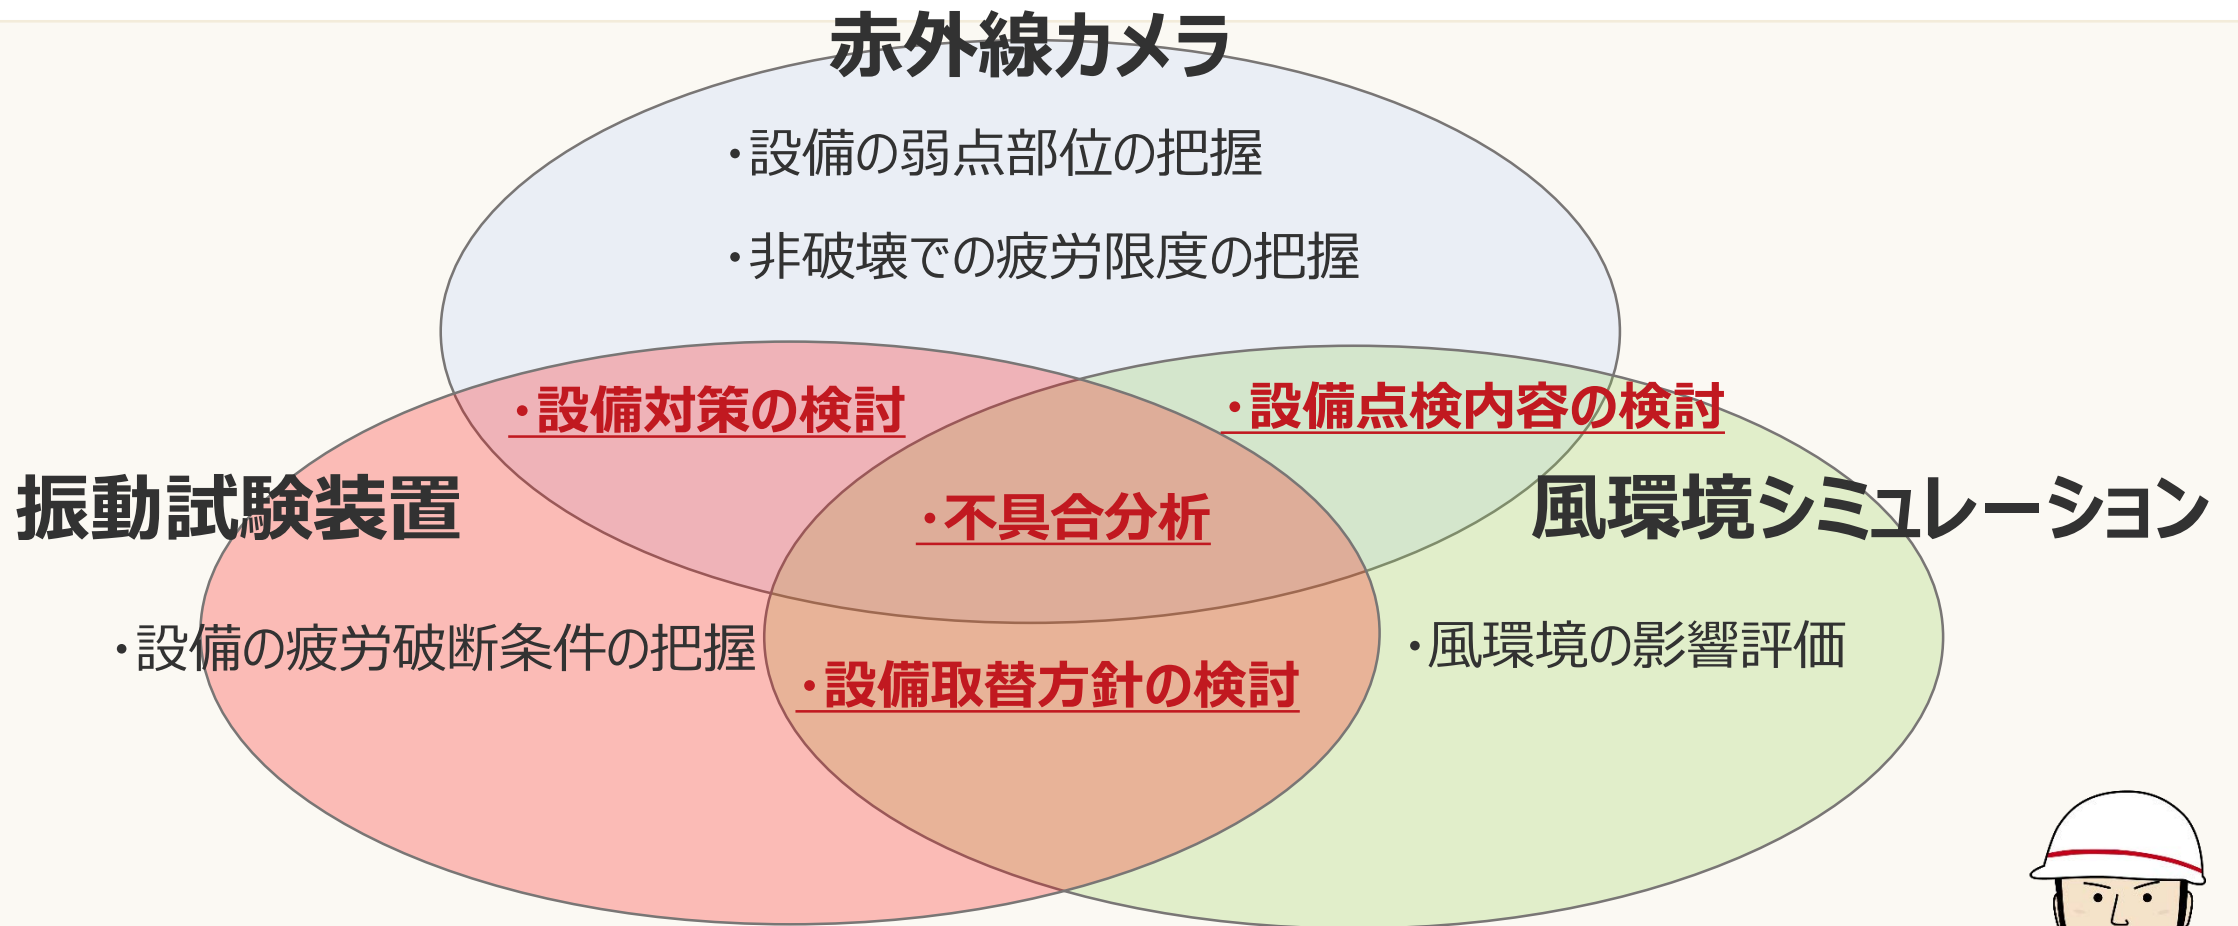 赤外線カメラ
・設備の弱点部位の把握
・非破壊での疲労限度の把握
・設備対策の検討
・設備点検内容の検討
振動試験装置
・不具合分析
風環境シミュレーション
・設備の疲労破断条件の把握
・風環境の影響評価
・設備取替方針の検討